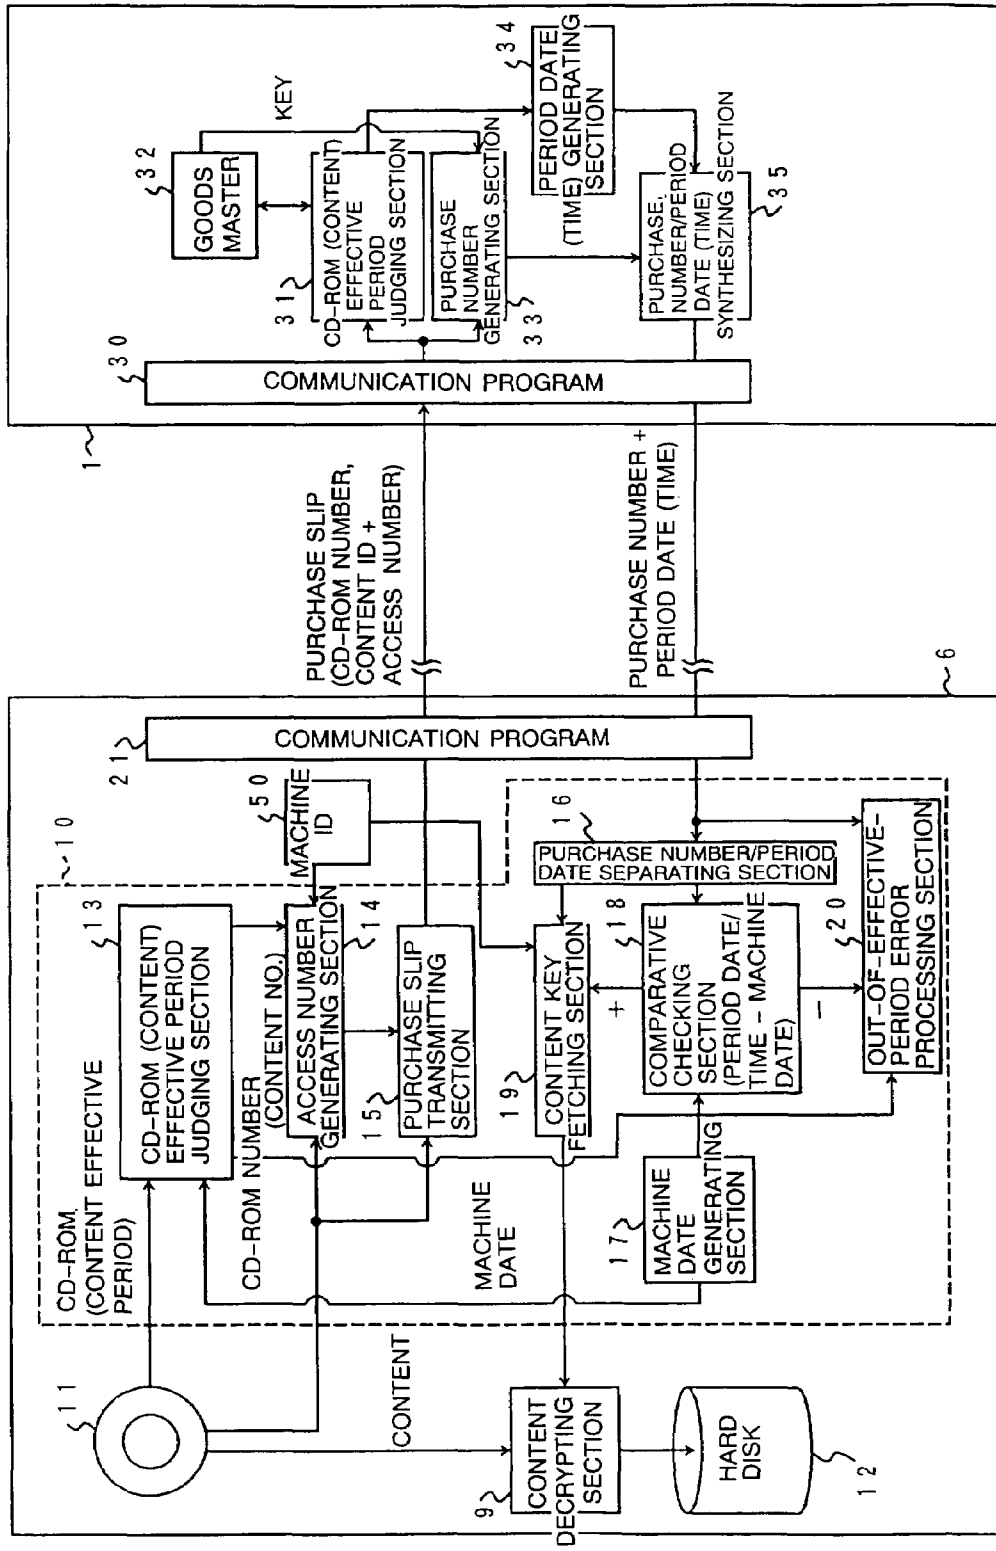 CD-ROM
(CONTENT EFFECTIVE
PERIOD)
11
CD-ROM (CONTENT)
EFFECTIVE PERIOD
JUDGING SECTION
13
10
CD-ROM NUMBER
(CONTENT NO.)
MACHINE
ID
50
ACCESS NUMBER
GENERATING SECTION
14
15
PURCHASE SLIP
TRANSMITTING
SECTION
CONTENT
MACHINE
DATE
9
CONTENT
DECRYPTING
SECTION
HARD
DISK
12
19
CONTENT KEY
FETCHING SECTION
16
PURCHASE NUMBER/PERIOD
DATE SEPARATING SECTION
17
MACHINE
DATE
GENERATING
SECTION
18
COMPARATIVE
CHECKING
SECTION
(PERIOD DATE/
TIME – MACHINE
DATE)
+
–
20
OUT-OF-EFFECTIVE-
PERIOD ERROR
PROCESSING SECTION
21
COMMUNICATION PROGRAM
6
PURCHASE SLIP
(CD-ROM NUMBER,
CONTENT ID +
ACCESS NUMBER)
PURCHASE NUMBER +
PERIOD DATE (TIME)
1
30
COMMUNICATION PROGRAM
32
GOODS
MASTER
KEY
31
CD-ROM (CONTENT)
EFFECTIVE
PERIOD
JUDGING SECTION
PURCHASE
NUMBER
GENERATING SECTION
33
34
PERIOD DATE
(TIME) GENERATING
SECTION
PURCHASE
NUMBER/PERIOD
DATE (TIME)
SYNTHESIZING SECTION
35